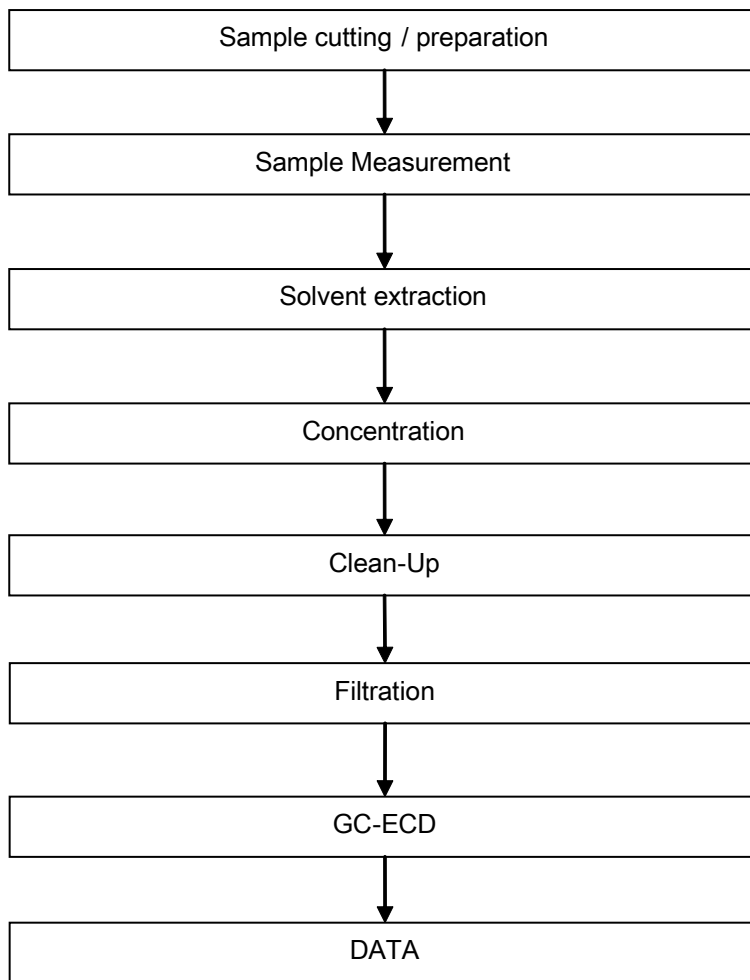 Sample cutting / preparation
Sample Measurement
Solvent extraction
Concentration
Clean-Up
Filtration
GC-ECD
DATA